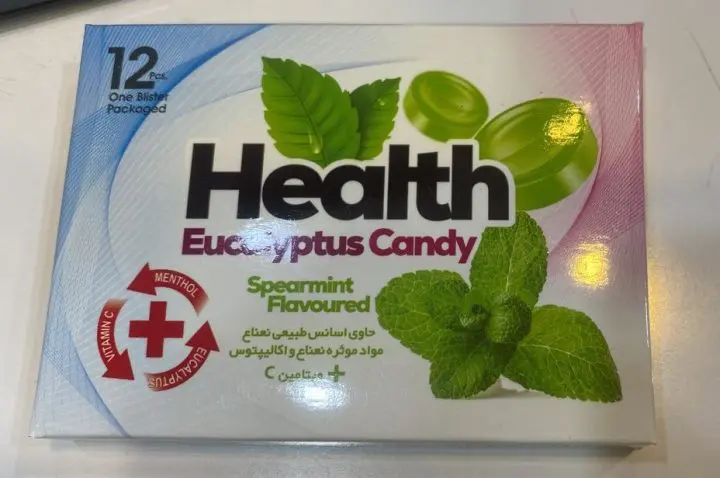 12 Pcs.
One Blister
Packaged
Health
Eucalyptus Candy
Spearmint
Flavoured
حاوی اسانس طبیعی نعناع
مواد موثره نعناع و اکالیپتوس
+ ویتامین C
MENTHOL
EUCALYPTUS
VITAMIN C